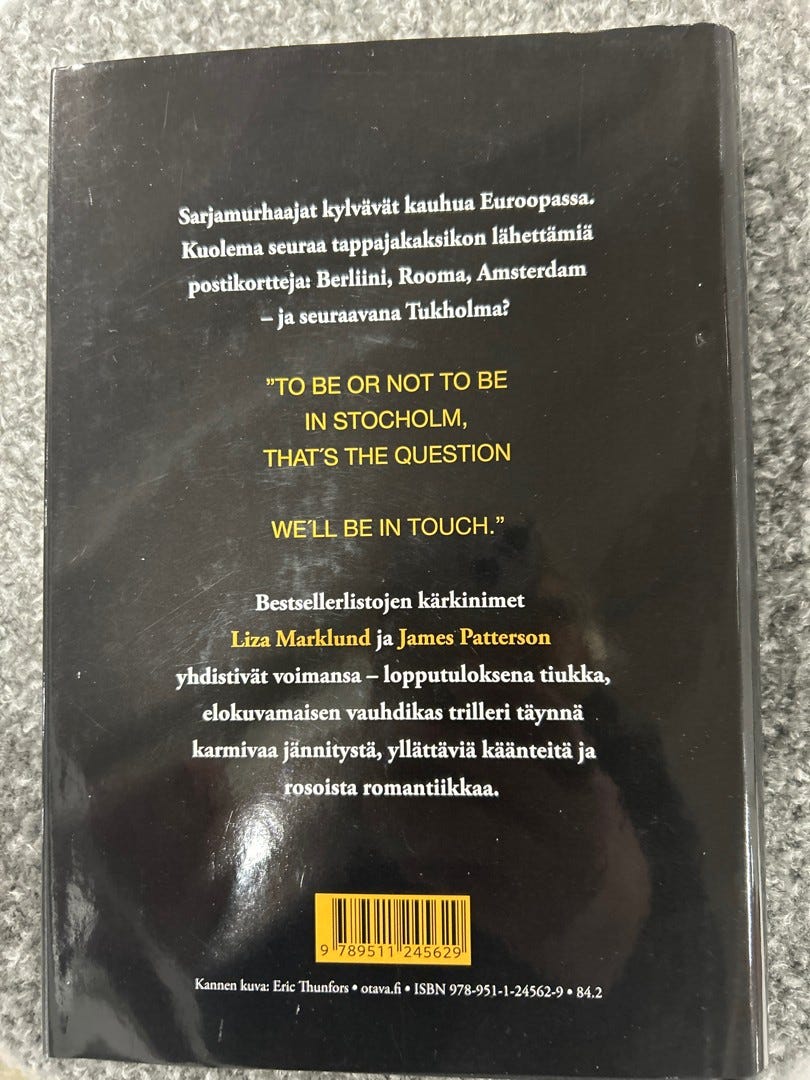 Sarjamurhaajat kylvävät kauhua Euroopassa.
Kuolema seuraa tappajakaksikon lähettämiä
postikortteja: Berliini, Rooma, Amsterdam
– ja seuraavana Tukholma?
”TO BE OR NOT TO BE
IN STOCHOLM,
THAT´S THE QUESTION
WE´LL BE IN TOUCH.”
Bestsellerlistojen kärkinimet
Liza Marklund ja James Patterson
yhdistivät voimansa – lopputuloksena tiukka,
elokuvamaisen vauhdikas trilleri täynnä
karmivaa jännitystä, yllättäviä käänteitä ja
rosoista romantiikkaa.
9 789511 245629
Kannen kuva: Eric Thunfors • otava.fi • ISBN 978-951-1-24562-9 • 84.2